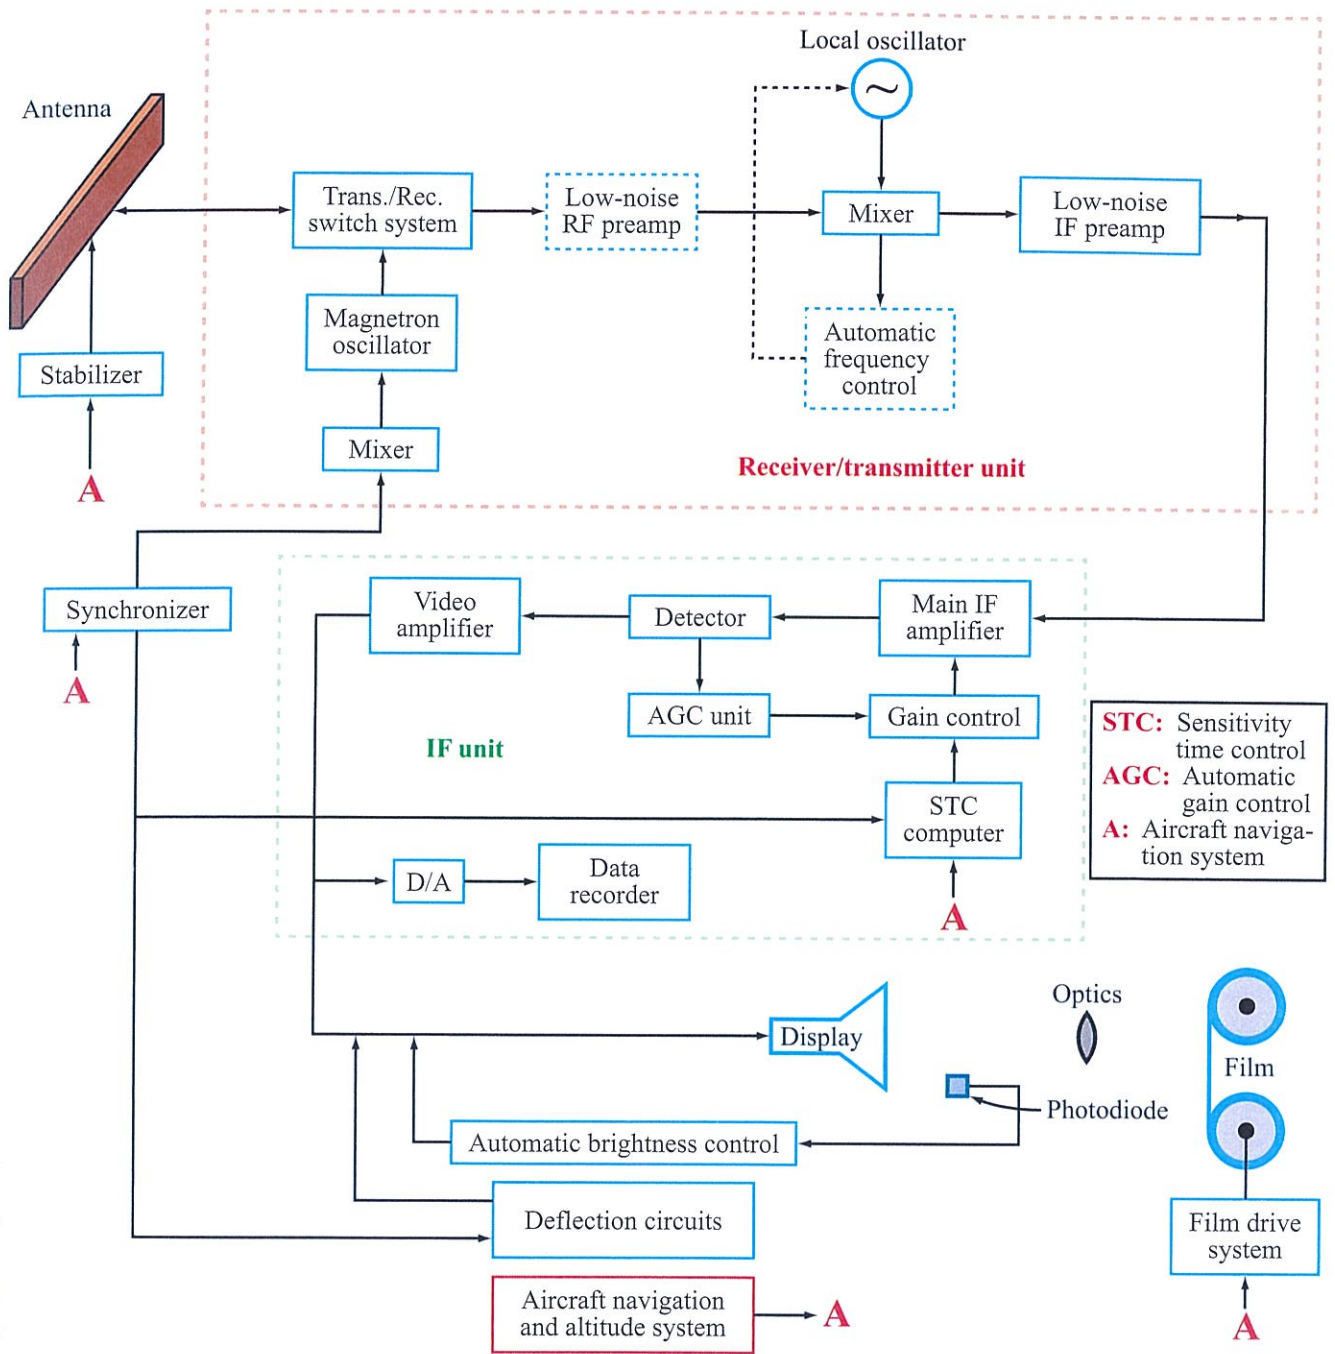 Local oscillator
Antenna
Trans./Rec.
switch system
Low-noise
RF preamp
Mixer
Low-noise
IF preamp
Magnetron
oscillator
Automatic
frequency
control
Stabilizer
Mixer
Receiver/transmitter unit
A
Synchronizer
A
Video
amplifier
Detector
Main IF
amplifier
AGC unit
Gain control
IF unit
STC
computer
STC: Sensitivity
time control
AGC: Automatic
gain control
A: Aircraft naviga-
tion system
D/A
Data
recorder
A
Display
Optics
Film
Photodiode
Automatic brightness control
Deflection circuits
Film drive
system
A
Aircraft navigation
and altitude system
A